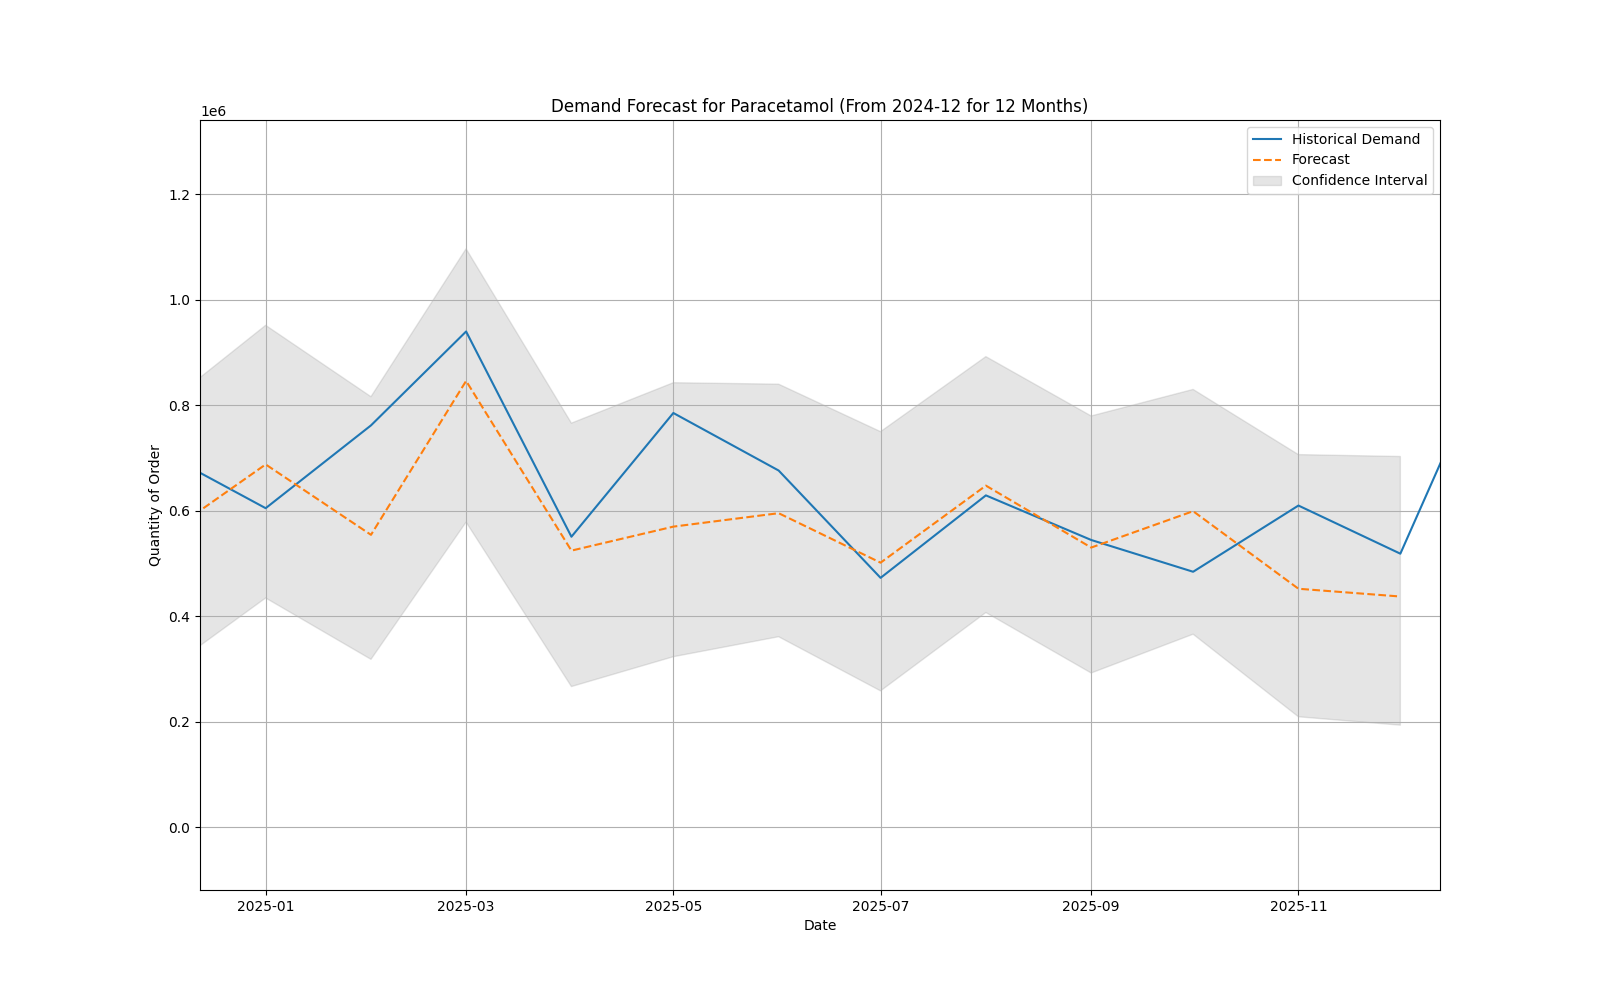 Demand Forecast for Paracetamol (From 2024-12 for 12 Months)
1e6
Historical Demand
Forecast
Confidence Interval
1.2
1.0
0.8
0.6
0.4
0.2
0.0
Quantity of Order
2025-01 2025-03 2025-05 2025-07 2025-09 2025-11
Date